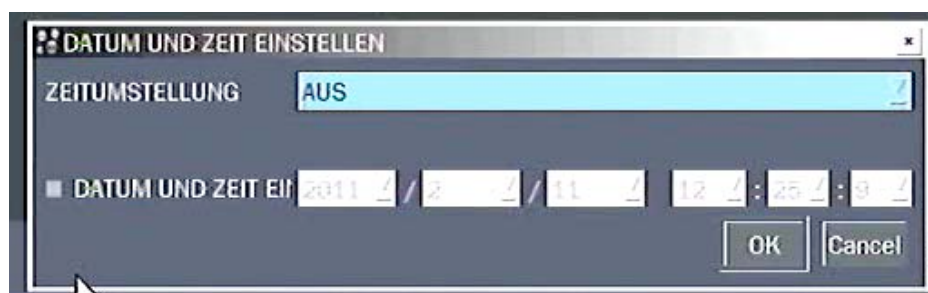 DATUM UND ZEIT EINSTELLEN
ZEITUMSTELLUNG AUS
DATUM UND ZEIT EIN 2011 / 2 / 11 12 : 25 : 9
OK Cancel